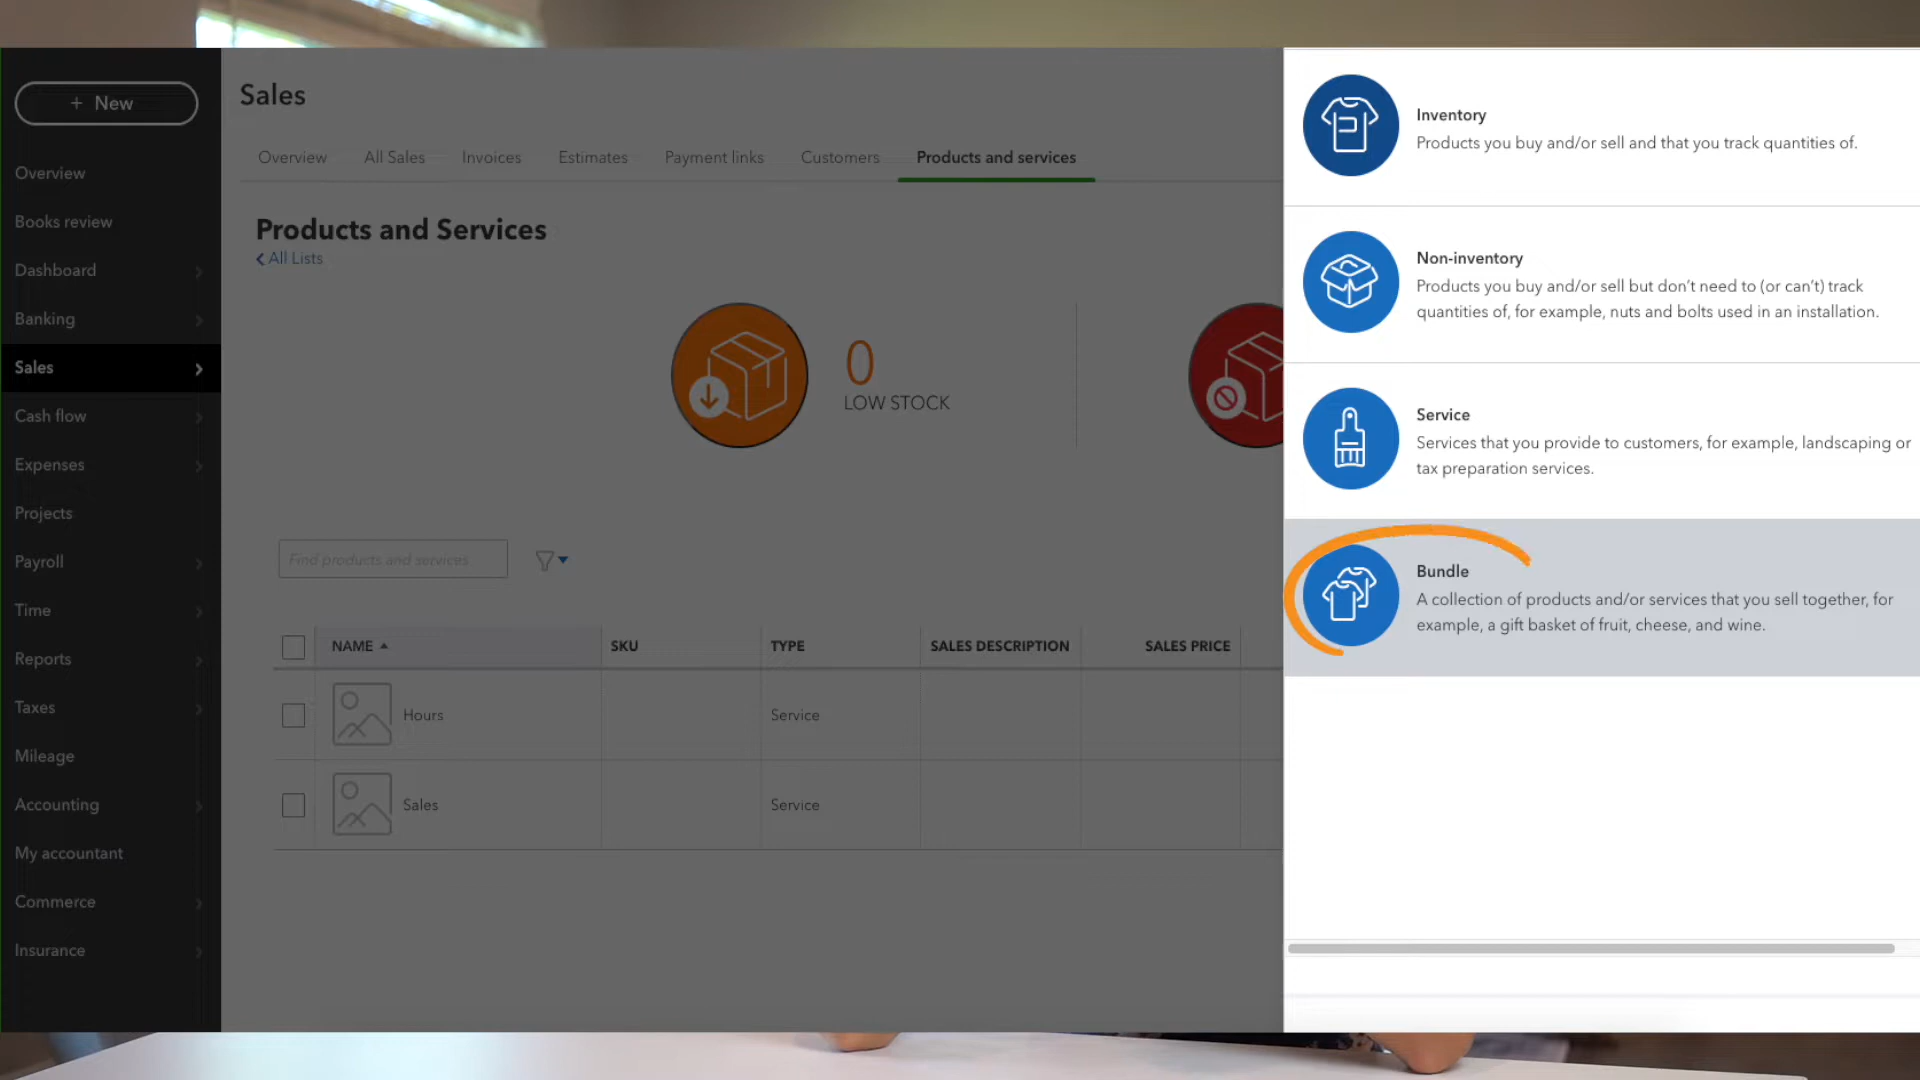 + New
Overview
Books review
Dashboard
Banking
Sales
Cash flow
Expenses
Projects
Payroll
Time
Reports
Taxes
Mileage
Accounting
My accountant
Commerce
Insurance
Sales
Overview All Sales Invoices Estimates Payment links Customers Products and services
Products and Services
All Lists
0
LOW STOCK
Find products and services
NAME SKU TYPE SALES DESCRIPTION SALES PRICE
Hours Service
Sales Service
Inventory
Products you buy and/or sell and that you track quantities of.
Non-inventory
Products you buy and/or sell but don't need to (or can't) track
quantities of, for example, nuts and bolts used in an installation.
Service
Services that you provide to customers, for example, landscaping or
tax preparation services.
Bundle
A collection of products and/or services that you sell together, for
example, a gift basket of fruit, cheese, and wine.